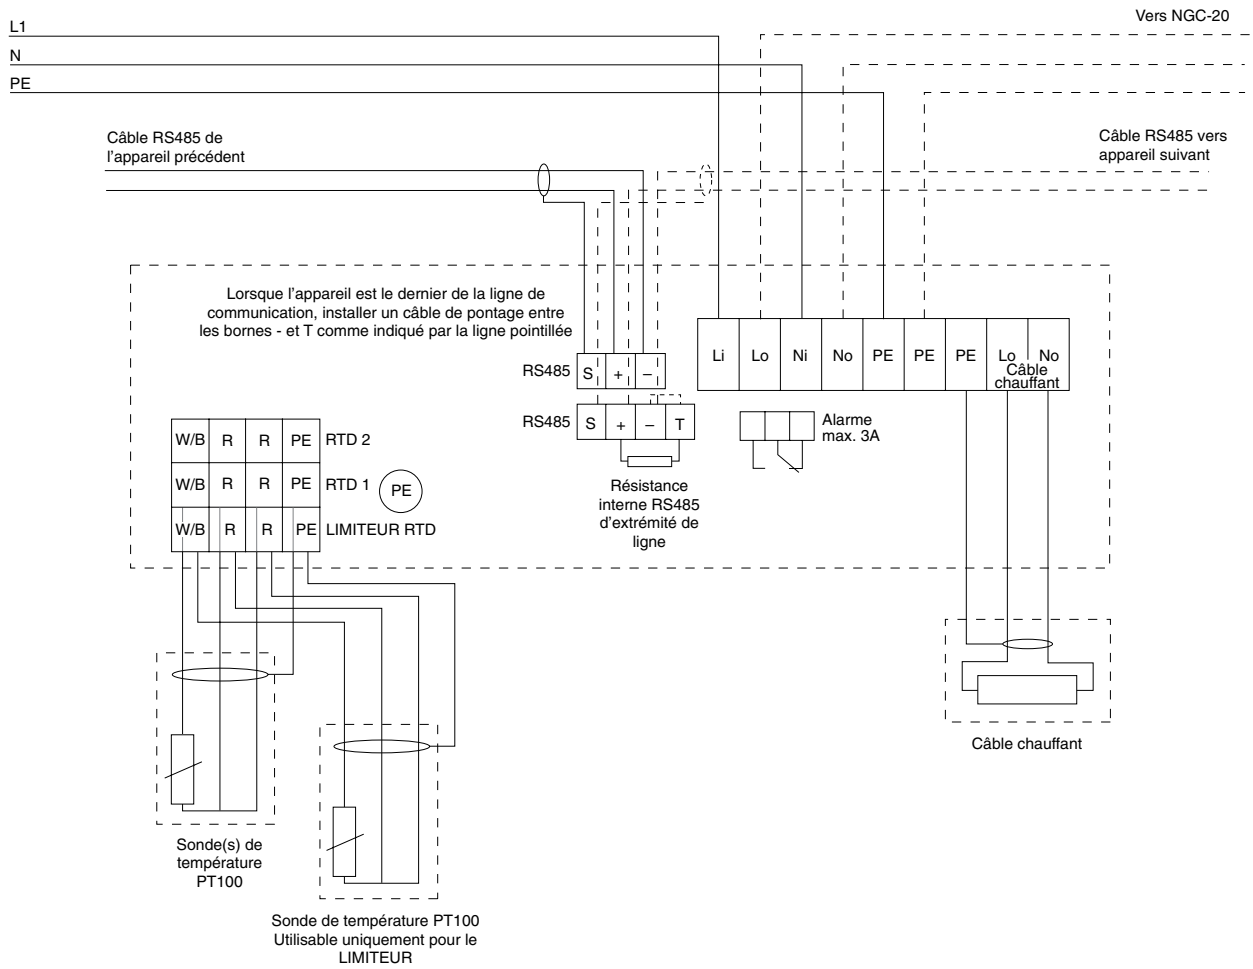 Vers NGC-20
L1
N
PE
Câble RS485 de
l'appareil précédent
Câble RS485 vers
appareil suivant
Lorsque l'appareil est le dernier de la ligne de
communication, installer un câble de pontage entre
les bornes - et T comme indiqué par la ligne pointillée
Li Lo Ni No PE PE PE Lo No
Câble
chauffant
RS485 S + –
RS485 S + – T
Alarme
max. 3A
W/B R R PE RTD 2
W/B R R PE RTD 1
PE
W/B R R PE LIMITEUR RTD
Résistance
interne RS485
d'extrémité de
ligne
Câble chauffant
Sonde(s) de
température
PT100
Sonde de température PT100
Utilisable uniquement pour le
LIMITEUR